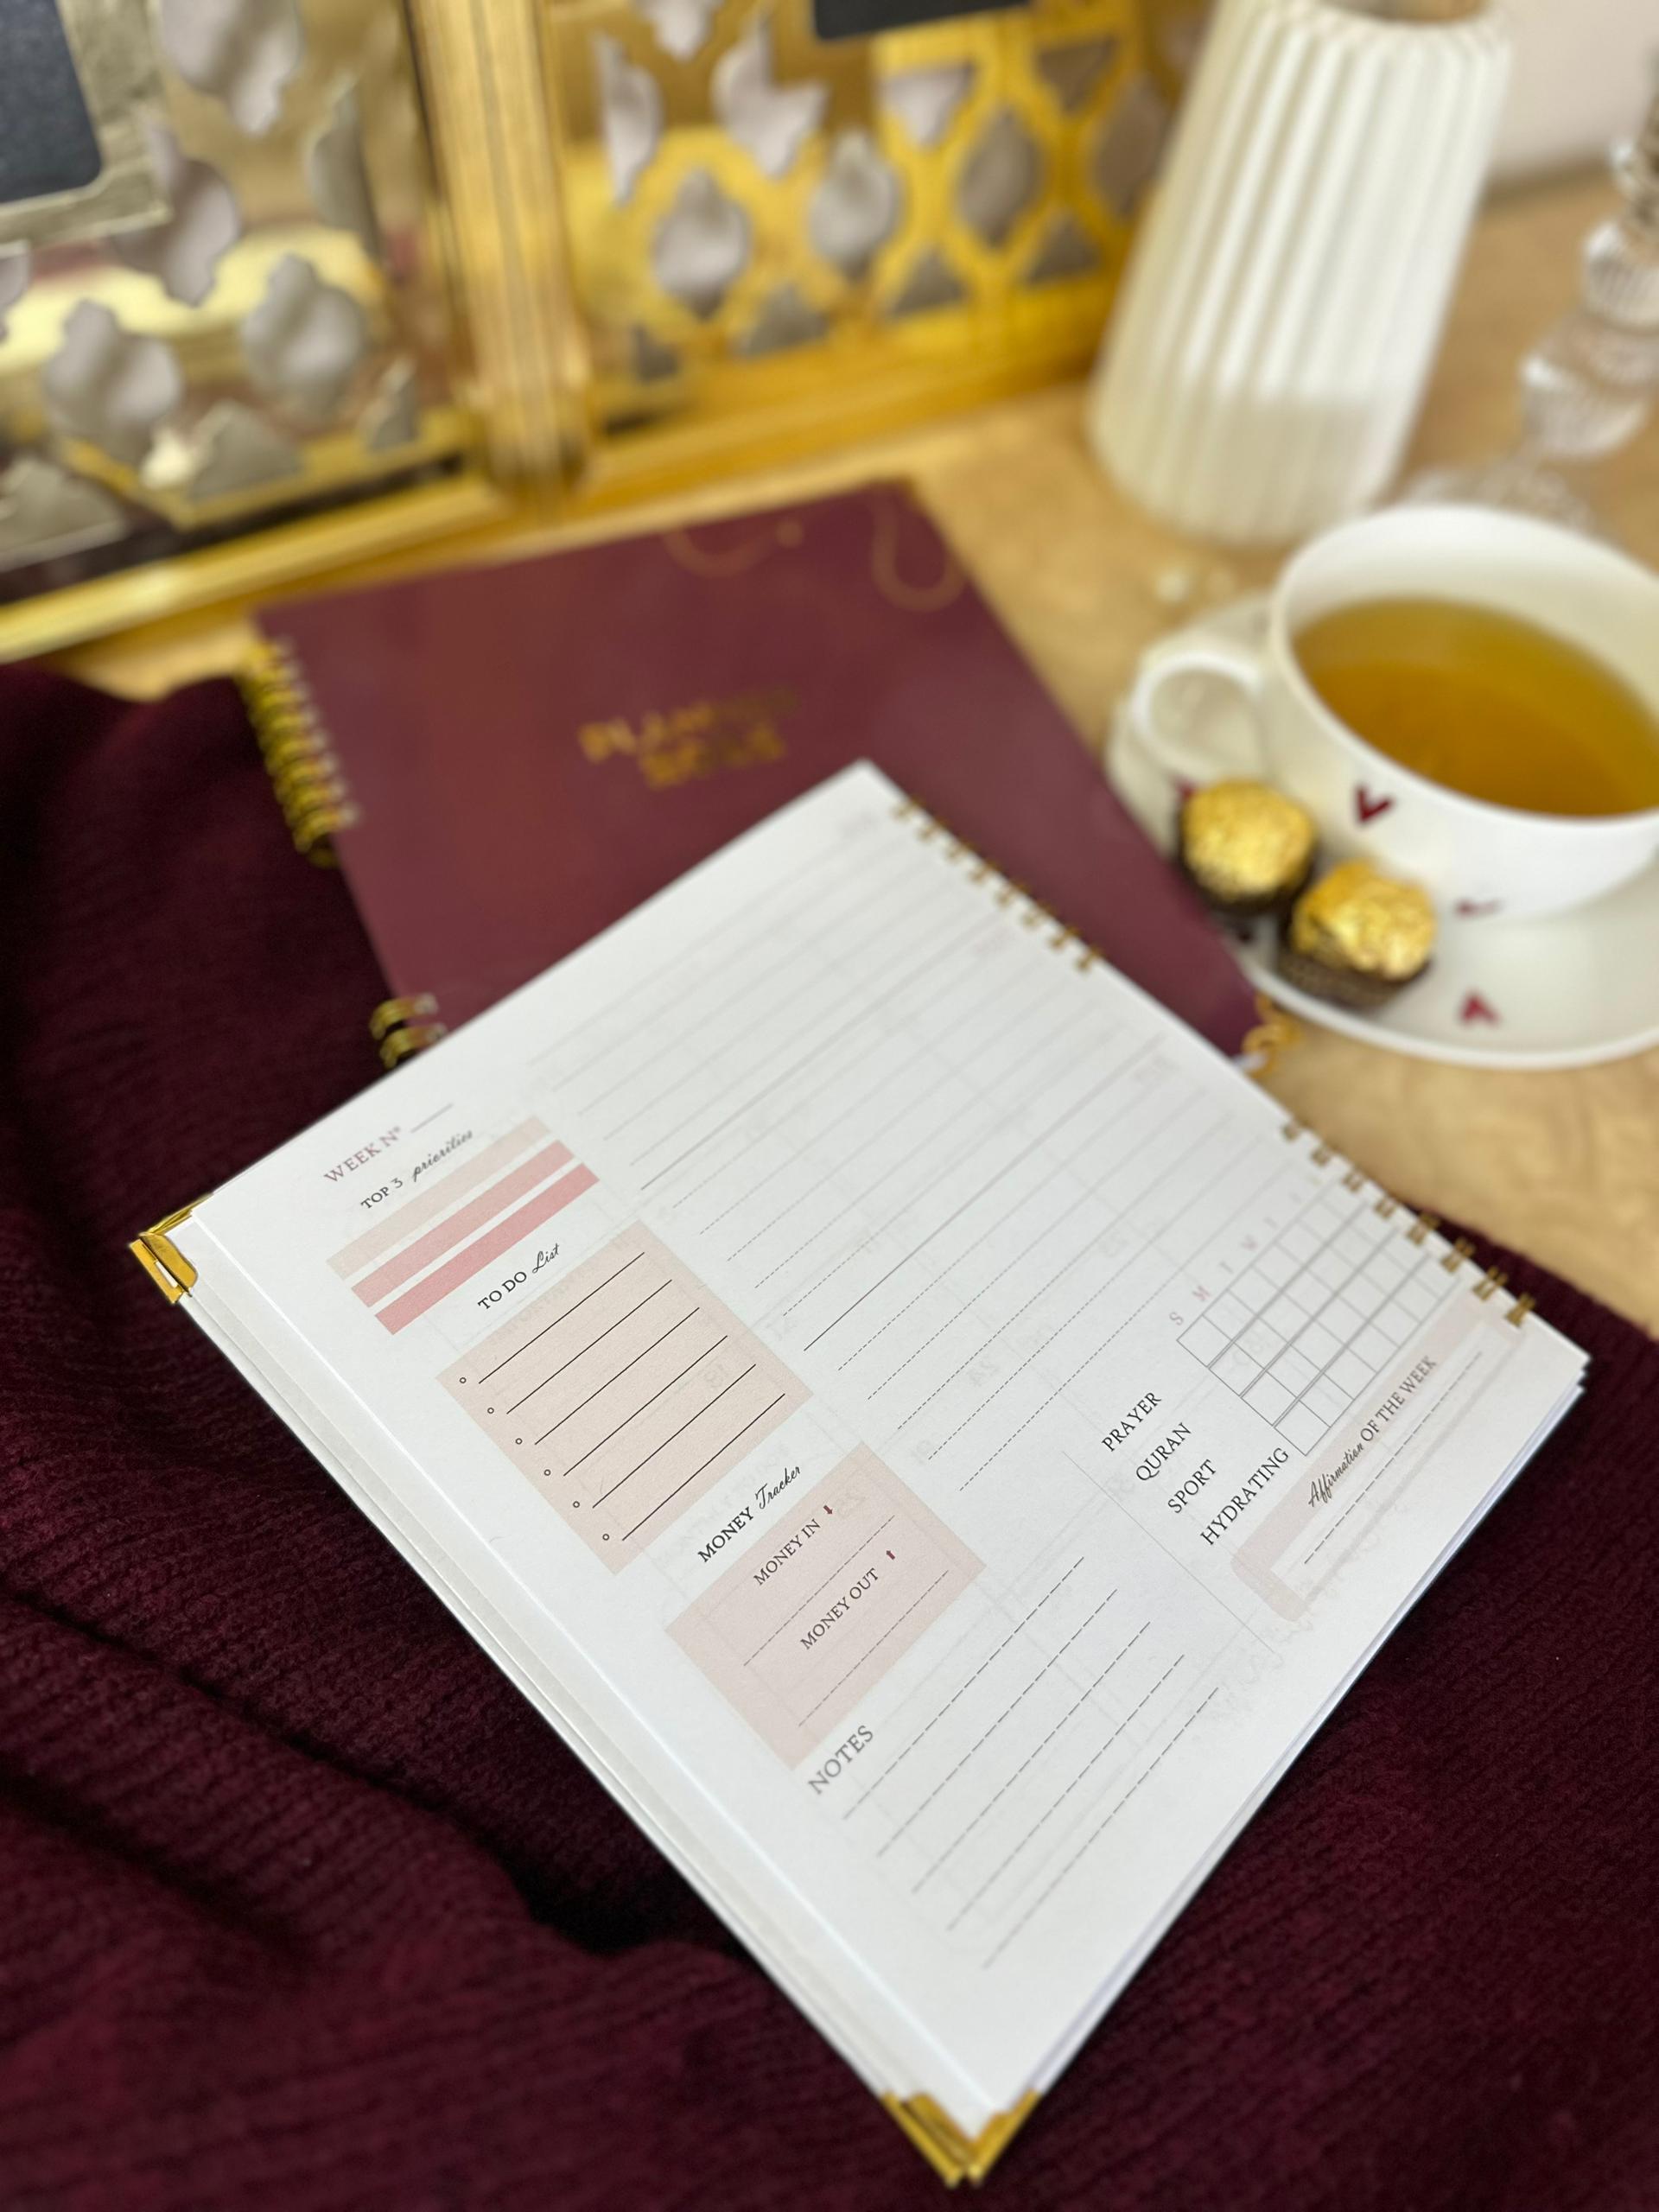 WEEK N°
TOP 3 priorities
TO DO List
MONEY Tracker
MONEY IN
MONEY OUT
NOTES
S M T W
PRAYER
QURAN
SPORT
HYDRATING
Affirmation OF THE WEEK